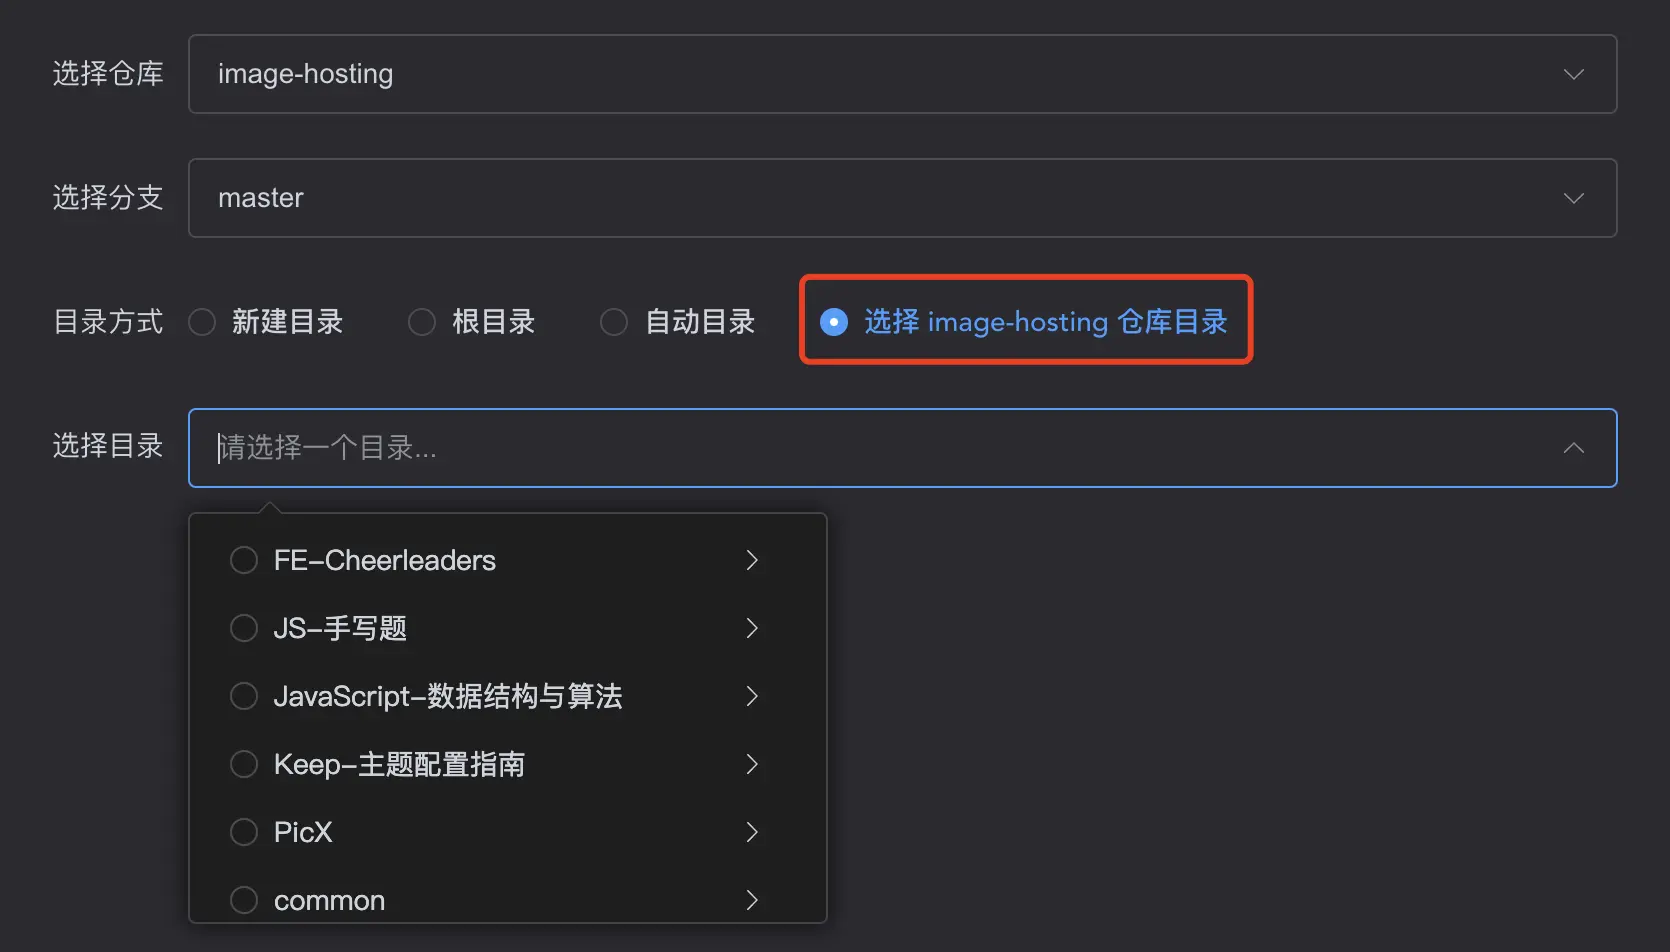 选择仓库 image-hosting
选择分支 master
目录方式 新建目录 根目录 自动目录 选择 image-hosting 仓库目录
选择目录 请选择一个目录...
FE-Cheerleaders
JS-手写题
JavaScript-数据结构与算法
Keep-主题配置指南
PicX
common